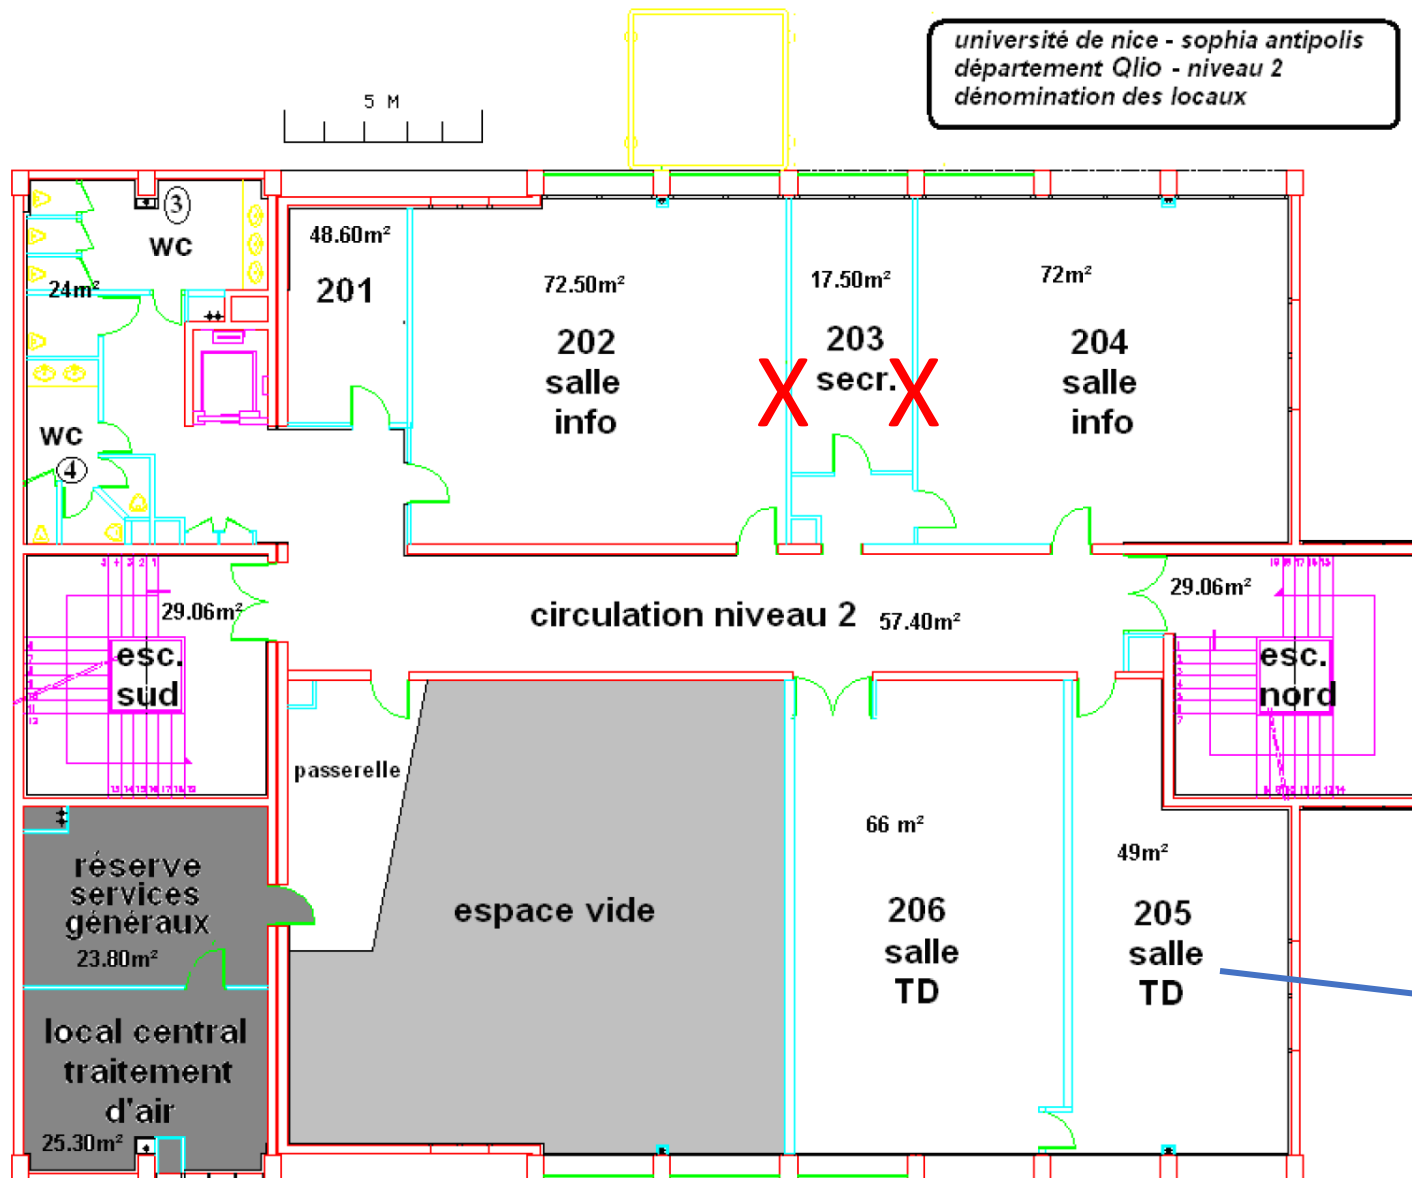 université de nice - sophia antipolis
département Qlio - niveau 2
dénomination des locaux
5 M
3
wc
24m²
48.60m²
201
72.50m²
202
salle
info
17.50m²
203
secr.
X
X
72m²
204
salle
info
wc
4
29.06m²
esc.
sud
circulation niveau 2
57.40m²
29.06m²
esc.
nord
passerelle
espace vide
66 m²
206
salle
TD
49m²
205
salle
TD
réserve
services
généraux
23.80m²
local central
traitement
d'air
25.30m²